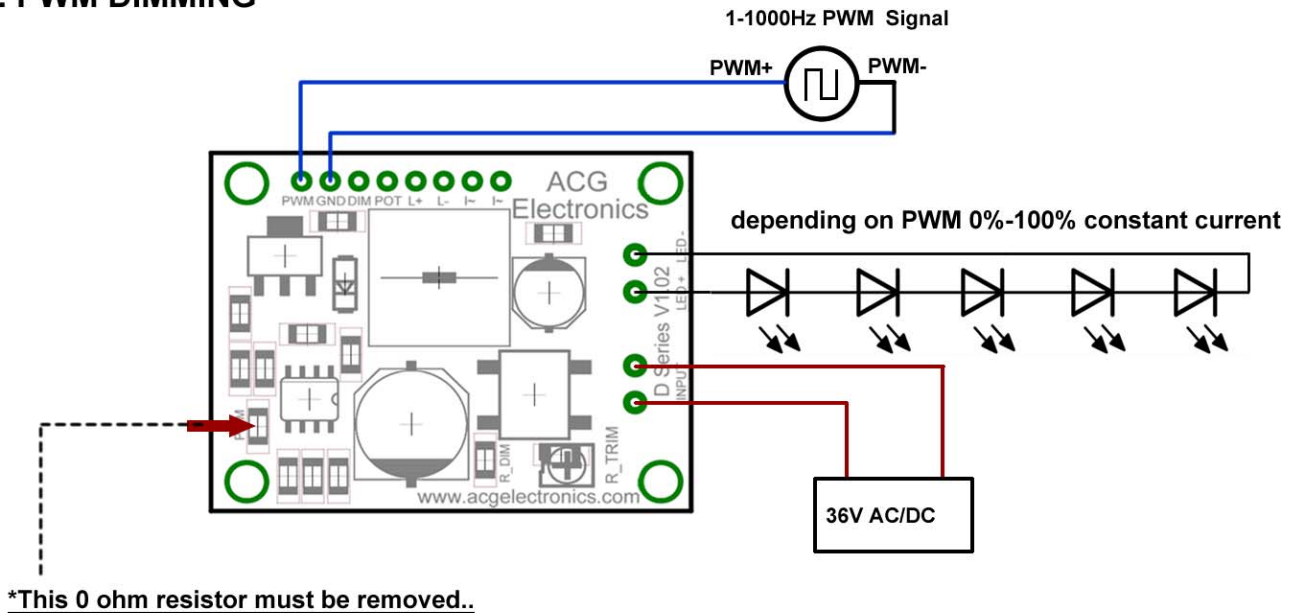 PWM DIMMING
1-1000Hz PWM Signal
PWM+
PWM-
PWM GND DIM POT L+ L- I~ I~
ACG
Electronics
depending on PWM 0%-100% constant current
LED -
LED +
D Series V1.02
INPUT
36V AC/DC
R_DIM
R_TRIM
www.acgelectronics.com
*This 0 ohm resistor must be removed..